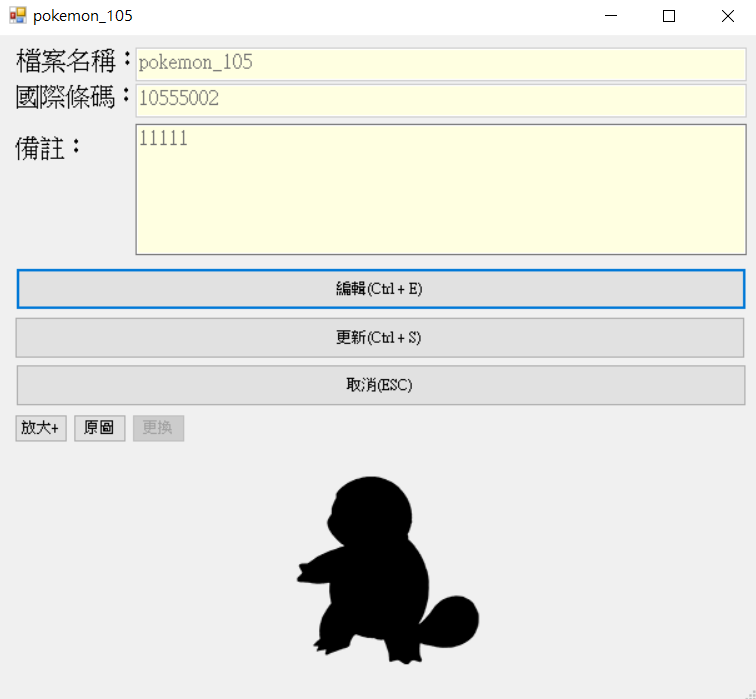 pokemon_105
檔案名稱：pokemon_105
國際條碼：10555002
備註：11111
編輯(Ctrl + E)
更新(Ctrl + S)
取消(ESC)
放大+ 原圖 更換